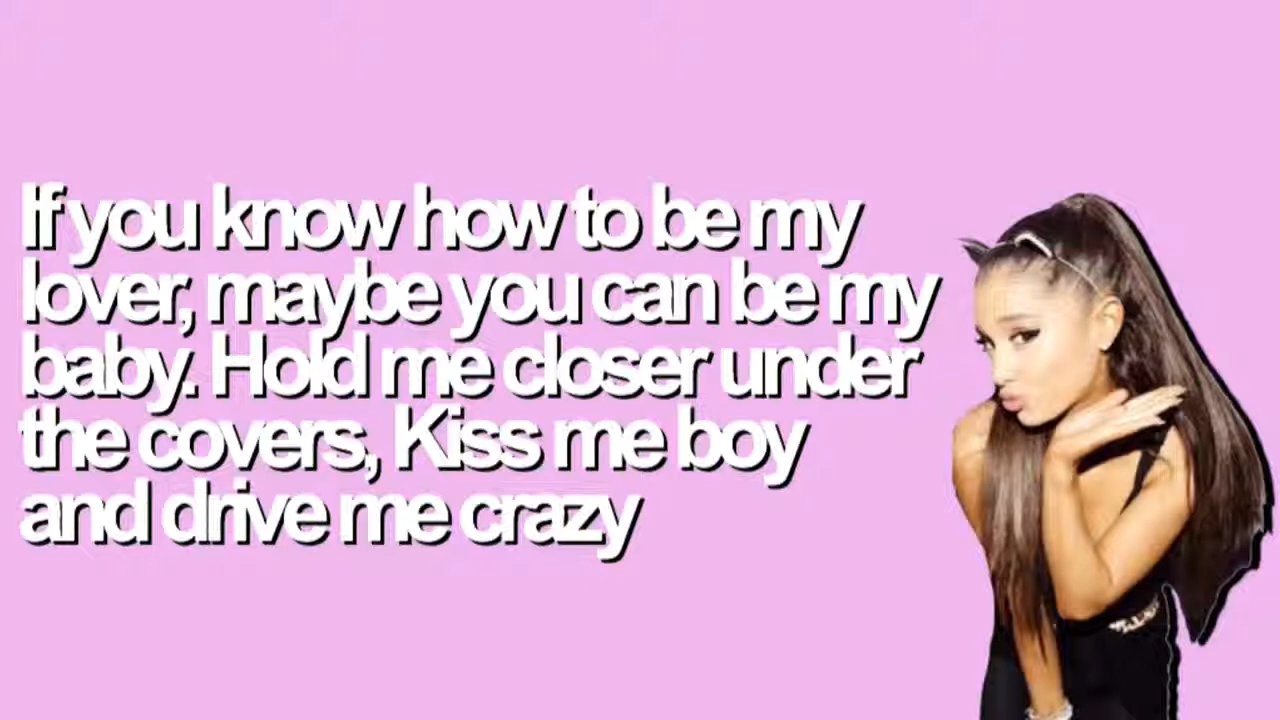 If you know how to be my
lover, maybe you can be my
baby. Hold me closer under
the covers, Kiss me boy
and drive me crazy